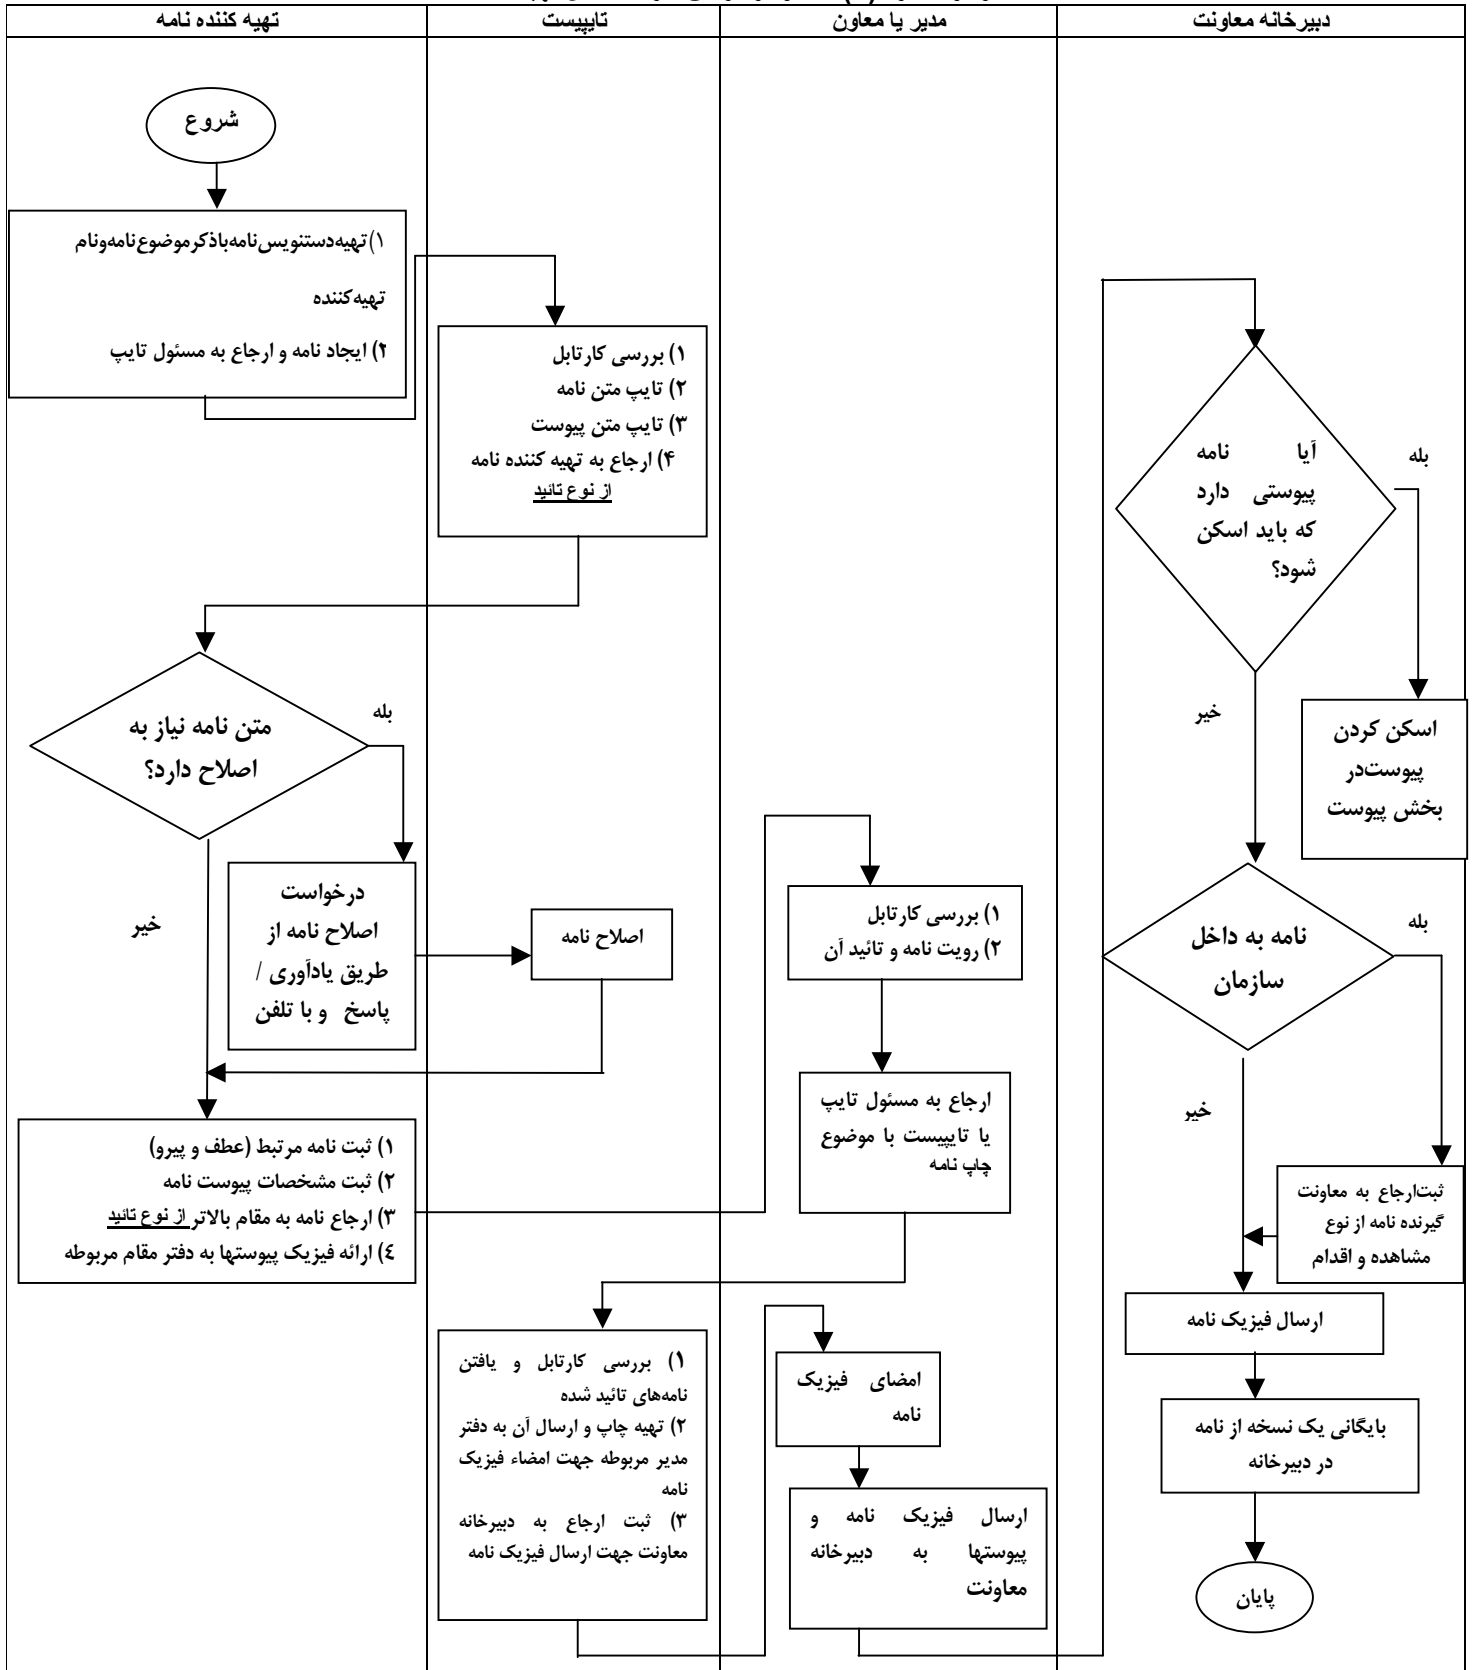 تهیه کننده نامه
تایپیست
مدیر یا معاون
دبیرخانه معاونت
شروع
۱) تهیه دستنویس نامه با ذکر موضوع نامه و نام
تهیه کننده
۲) ایجاد نامه و ارجاع به مسئول تایپ
۱) بررسی کارتابل
۲) تایپ متن نامه
۳) تایپ متن پیوست
۴) ارجاع به تهیه کننده نامه
از نوع تائید
متن نامه نیاز به
اصلاح دارد؟
بله
خیر
درخواست
اصلاح نامه از
طریق یادآوری /
پاسخ و با تلفن
اصلاح نامه
۱) ثبت نامه مرتبط (عطف و پیرو)
۲) ثبت مشخصات پیوست نامه
۳) ارجاع نامه به مقام بالاتر از نوع تائید
٤) ارائه فیزیک پیوستها به دفتر مقام مربوطه
۱) بررسی کارتابل
۲) رویت نامه و تائید آن
ارجاع به مسئول تایپ
یا تایپیست با موضوع
چاپ نامه
۱) بررسی کارتابل و یافتن
نامه‌های تائید شده
۲) تهیه چاپ و ارسال آن به دفتر
مدیر مربوطه جهت امضاء فیزیک
نامه
۳) ثبت ارجاع به دبیرخانه
معاونت جهت ارسال فیزیک نامه
امضای فیزیک
نامه
ارسال فیزیک نامه و
پیوستها به دبیرخانه
معاونت
آیا نامه
پیوستی دارد
که باید اسکن
شود؟
بله
خیر
اسکن کردن
پیوست‌در
بخش پیوست
نامه به داخل
سازمان
بله
خیر
ثبت‌ارجاع به معاونت
گیرنده نامه از نوع
مشاهده و اقدام
ارسال فیزیک نامه
بایگانی یک نسخه از نامه
در دبیرخانه
پایان